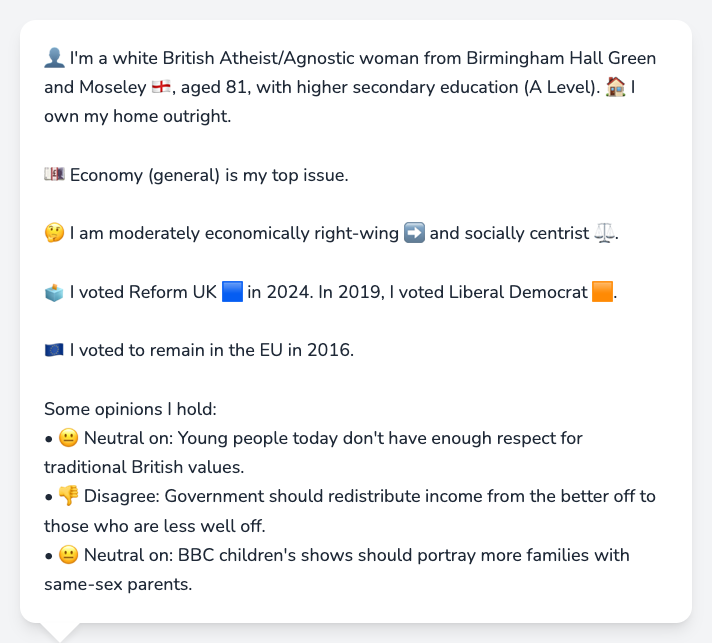 👤 I'm a white British Atheist/Agnostic woman from Birmingham Hall Green
and Moseley 🏴󠁧󠁢󠁥󠁮󠁧󠁿, aged 81, with higher secondary education (A Level). 🏠 I
own my home outright.
💷 Economy (general) is my top issue.
🤔 I am moderately economically right-wing ➡️ and socially centrist ⚖️.
🗳️ I voted Reform UK 🟦 in 2024. In 2019, I voted Liberal Democrat 🟧.
🇪🇺 I voted to remain in the EU in 2016.
Some opinions I hold:
• 😐 Neutral on: Young people today don't have enough respect for
traditional British values.
• 👎 Disagree: Government should redistribute income from the better off to
those who are less well off.
• 😐 Neutral on: BBC children's shows should portray more families with
same-sex parents.